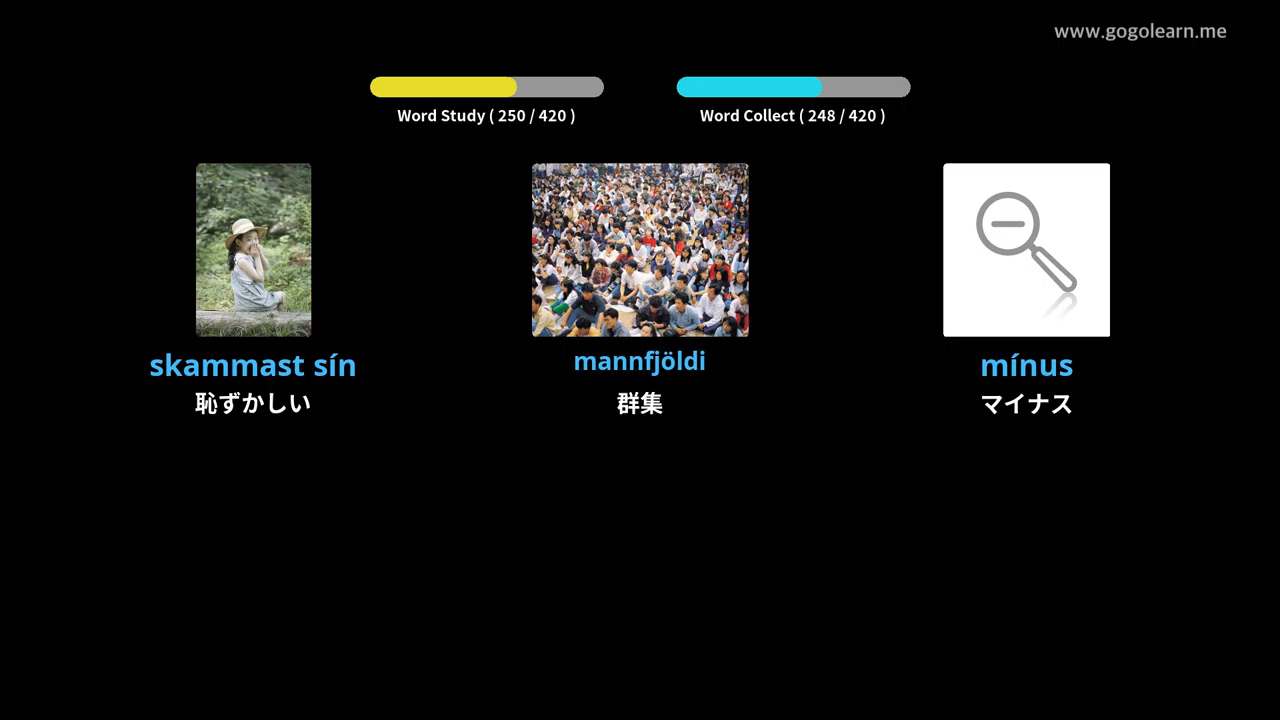 www.gogolearn.me
Word Study ( 250 / 420 )
Word Collect ( 248 / 420 )
skammast sín
mannfjöldi
mínus
恥ずかしい
群集
マイナス